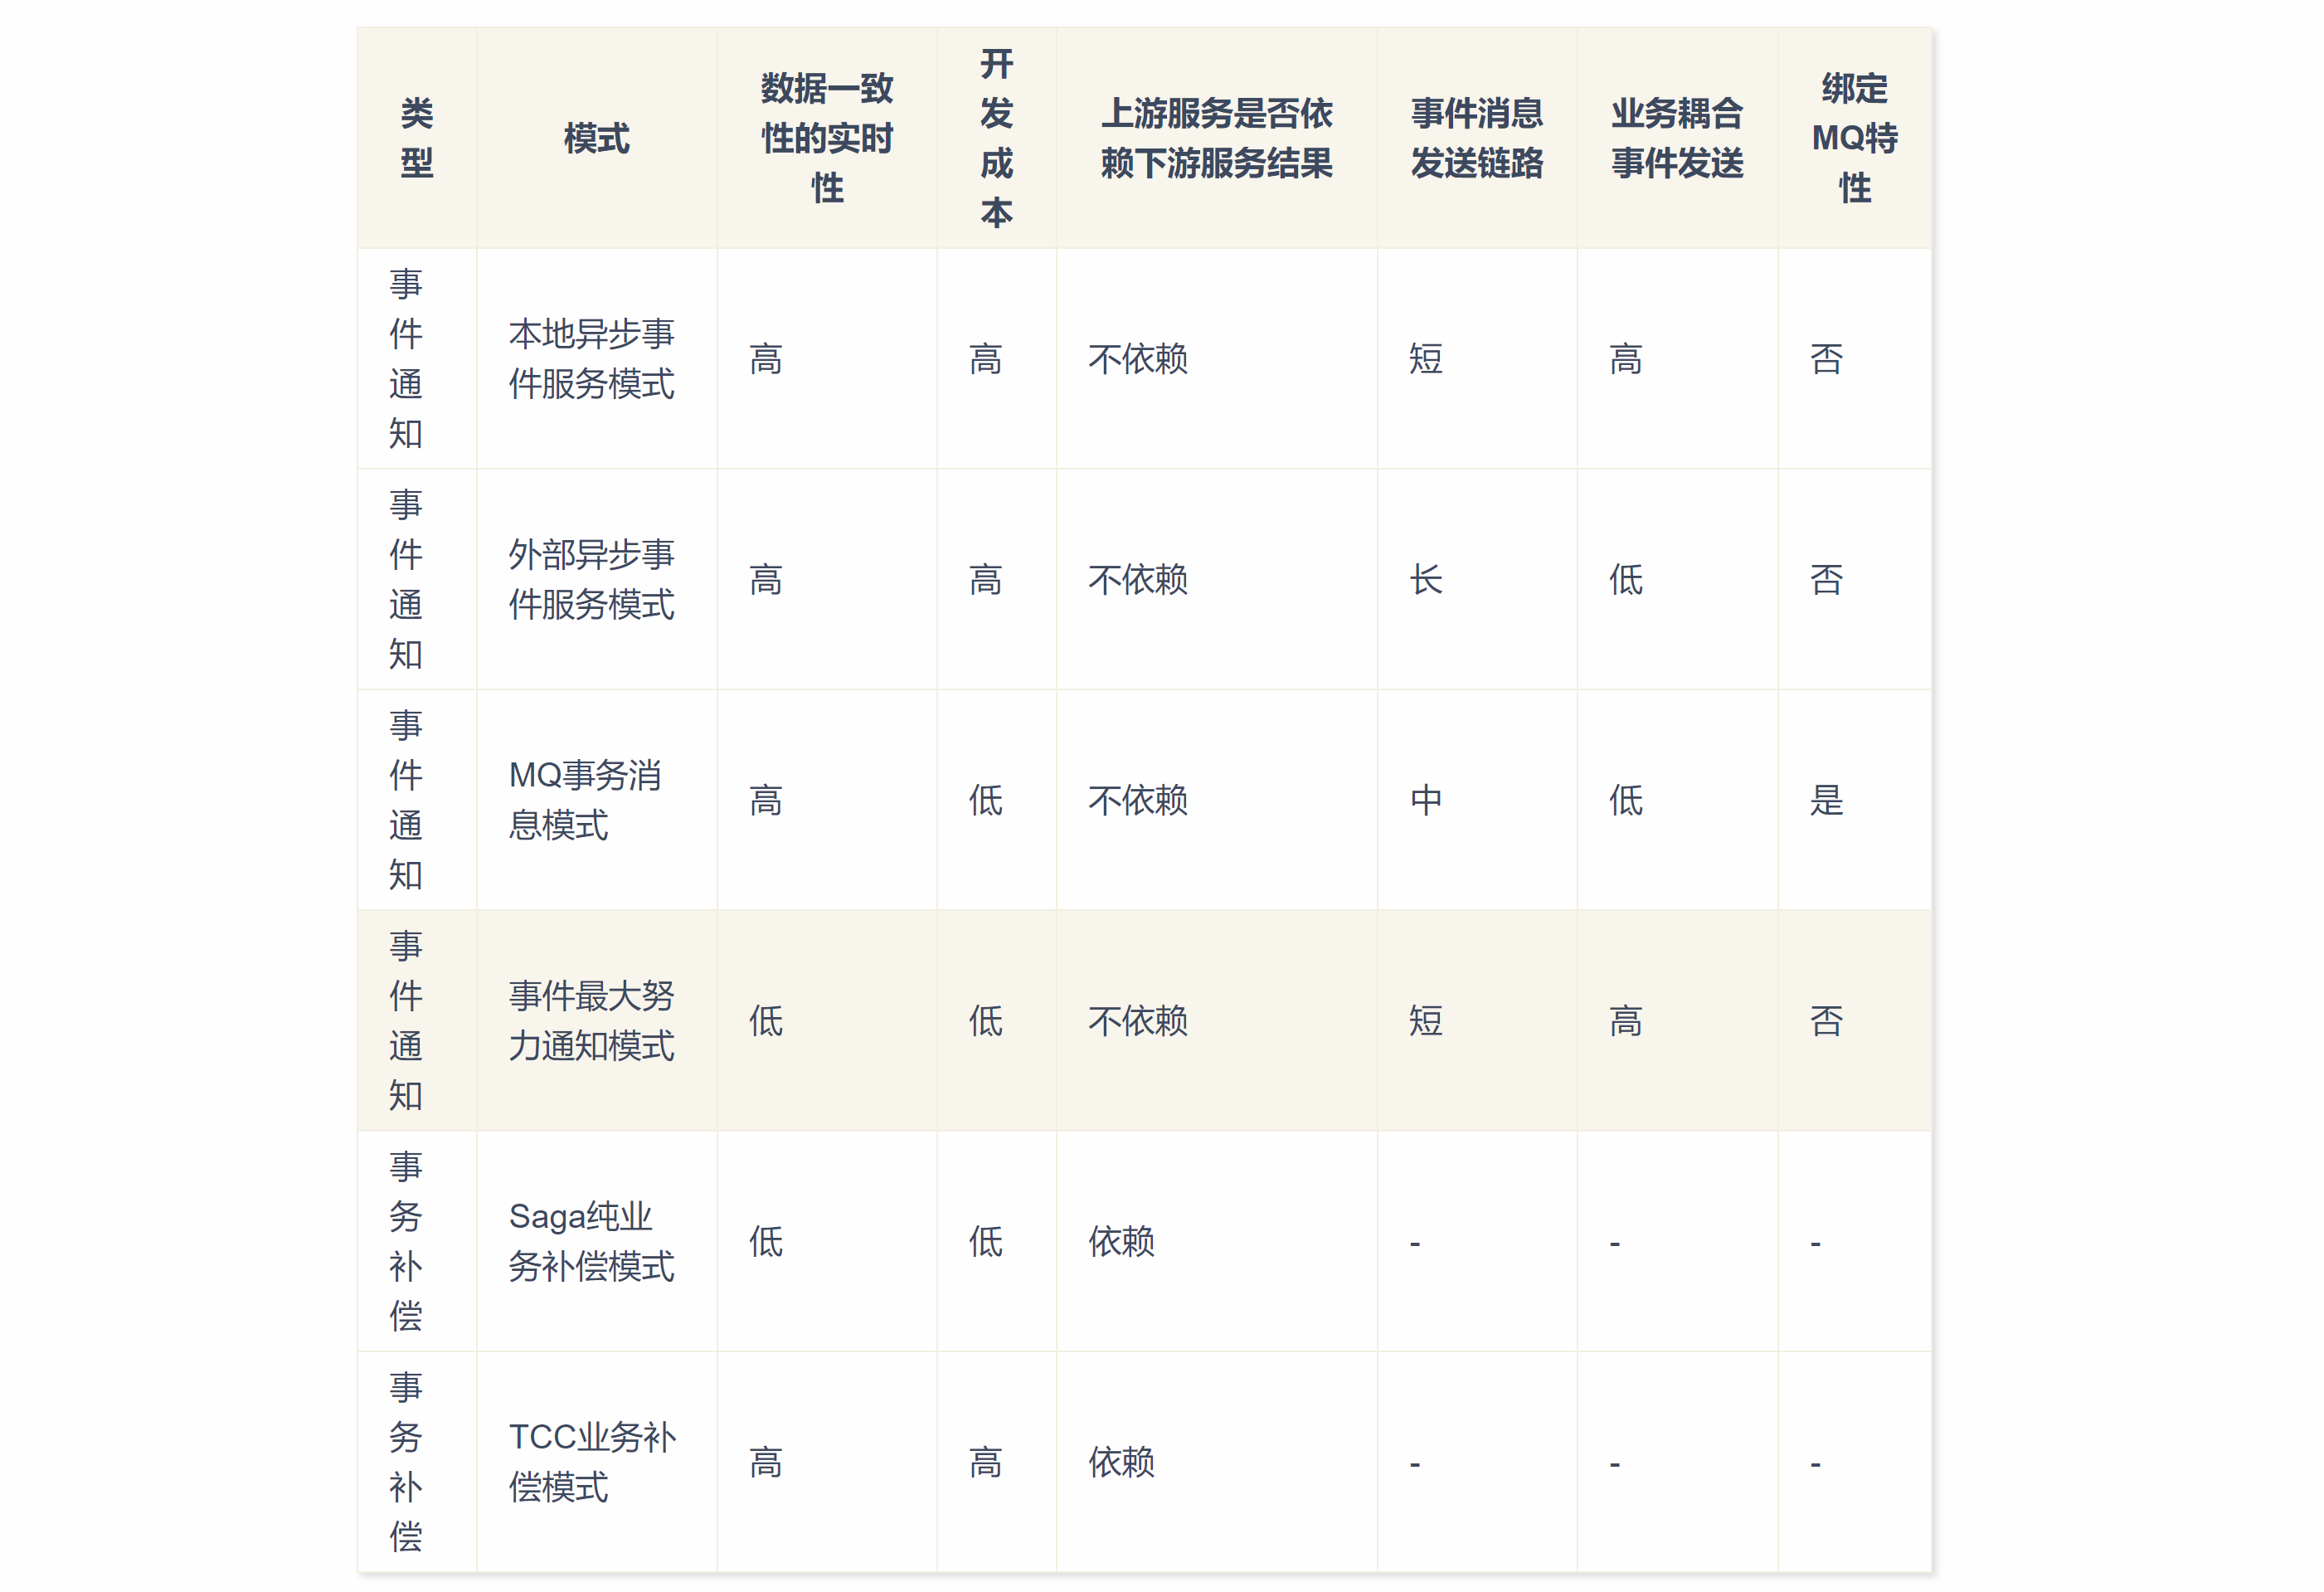 类
型
模式
数据一致
性的实时
性
开
发
成
本
上游服务是否依
赖下游服务结果
事件消息
发送链路
业务耦合
事件发送
绑定
MQ特
性
事
件
通
知
本地异步事
件服务模式
高
高
不依赖
短
高
否
事
件
通
知
外部异步事
件服务模式
高
高
不依赖
长
低
否
事
件
通
知
MQ事务消
息模式
高
低
不依赖
中
低
是
事
件
通
知
事件最大努
力通知模式
低
低
不依赖
短
高
否
事
务
补
偿
Saga纯业
务补偿模式
低
低
依赖
-
-
-
事
务
补
偿
TCC业务补
偿模式
高
高
依赖
-
-
-